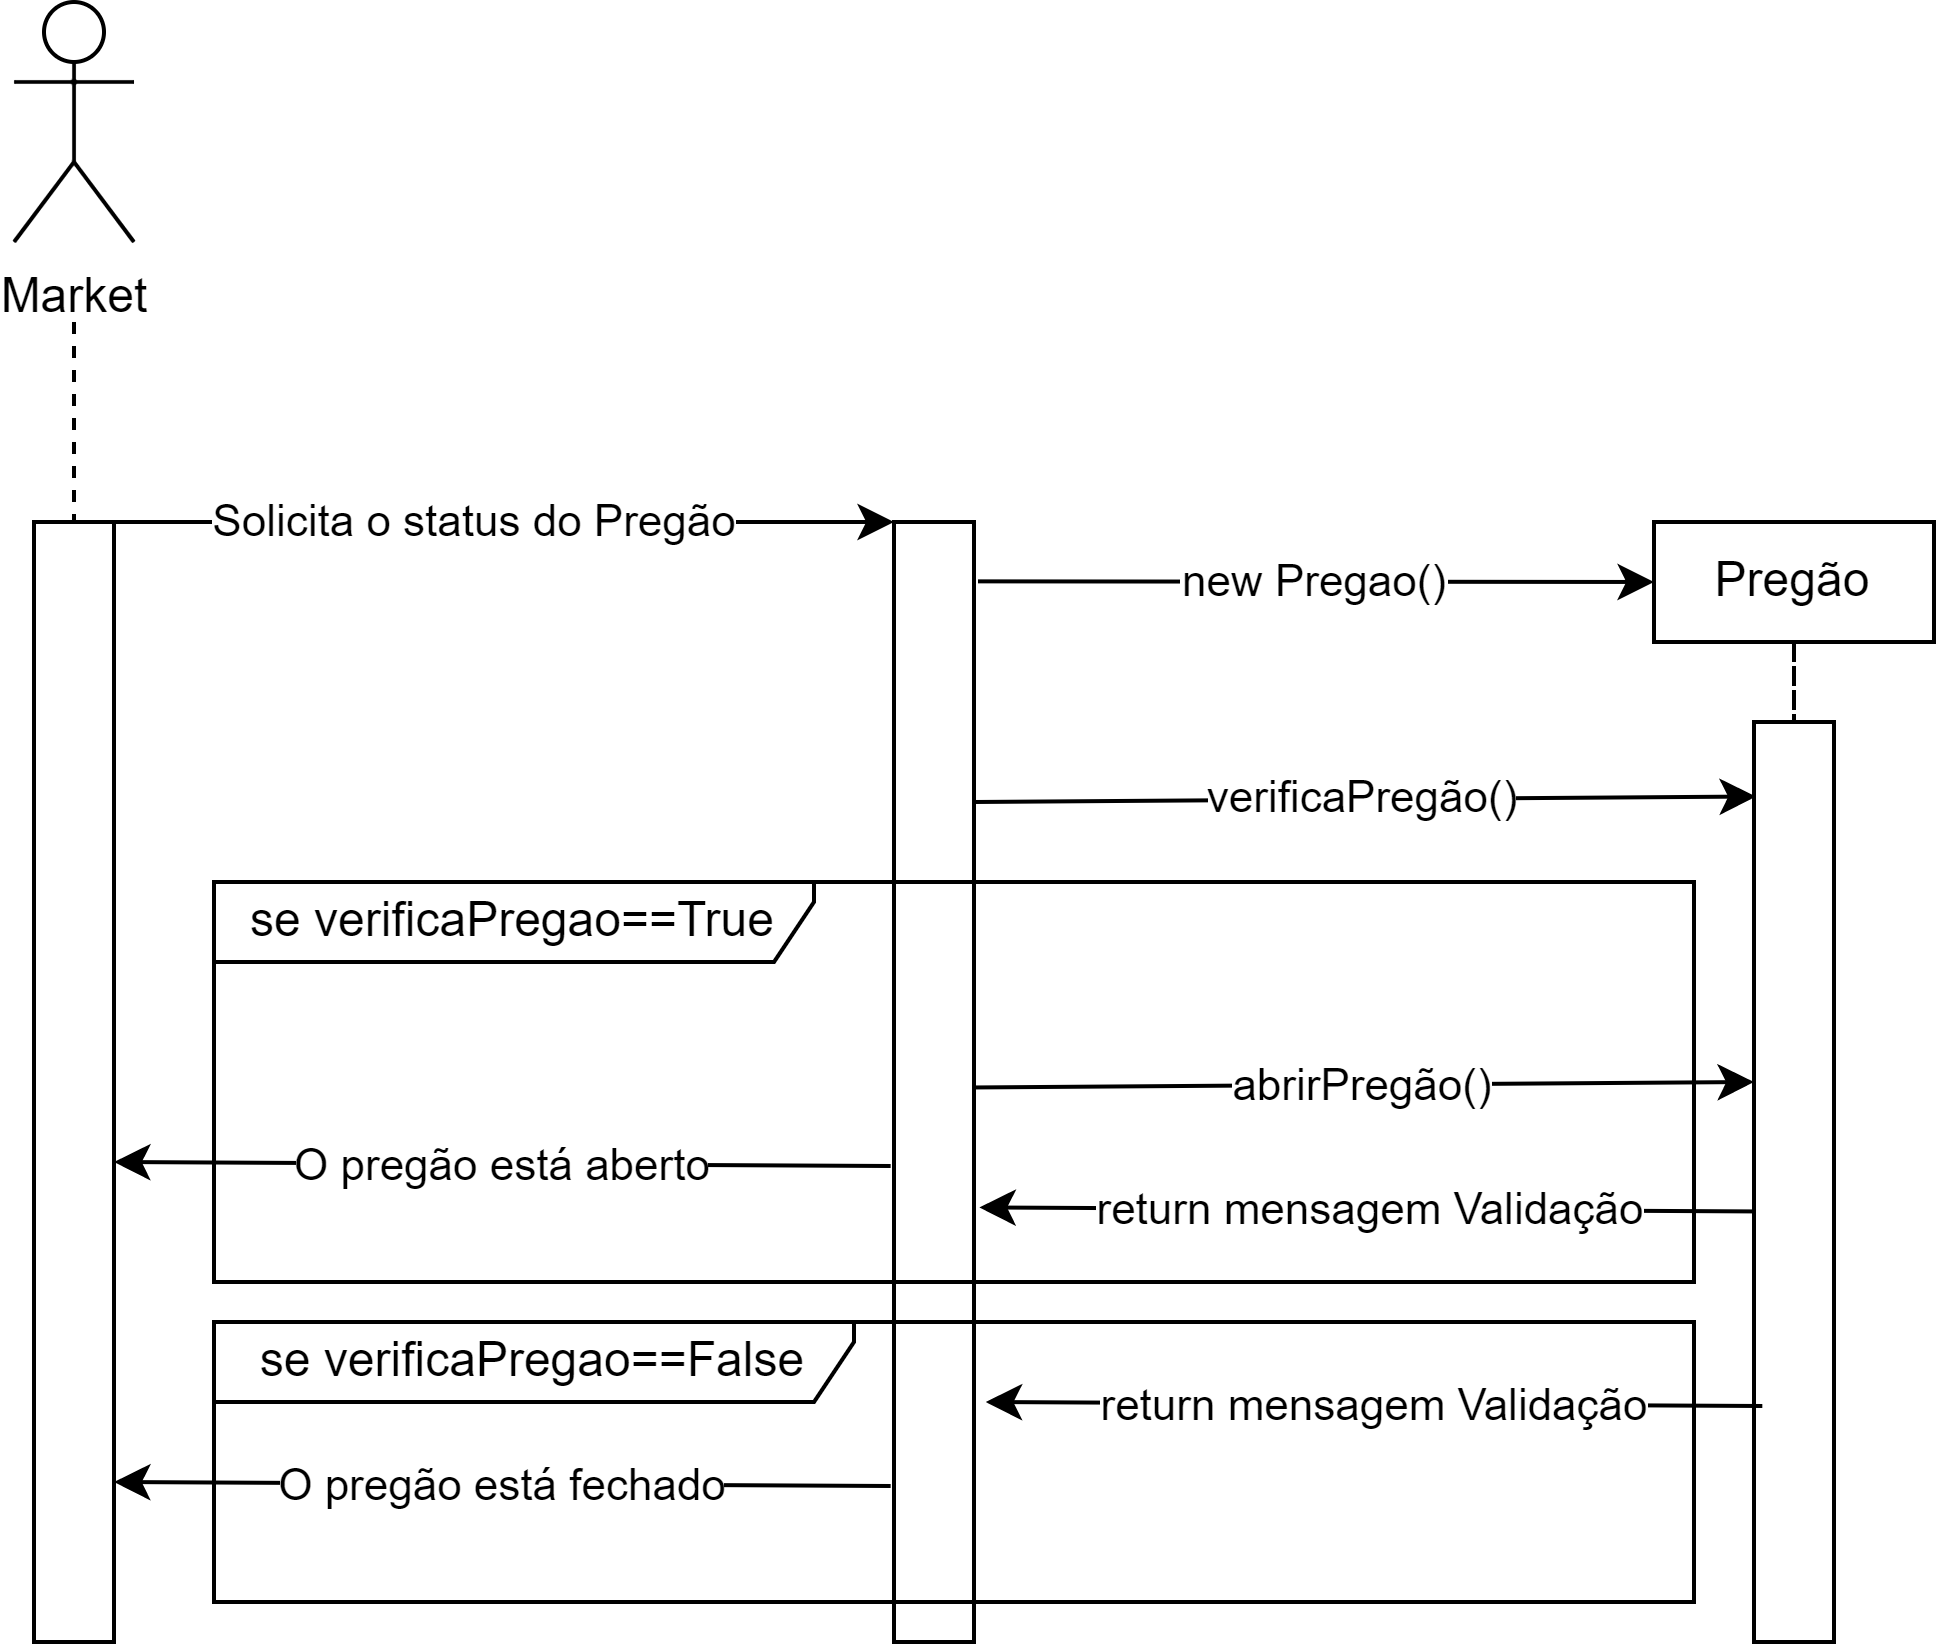 Market
Solicita o status do Pregão
new Pregao()
Pregão
verificaPregão()
se verificaPregao==True
abrirPregão()
O pregão está aberto
return mensagem Validação
se verificaPregao==False
return mensagem Validação
O pregão está fechado